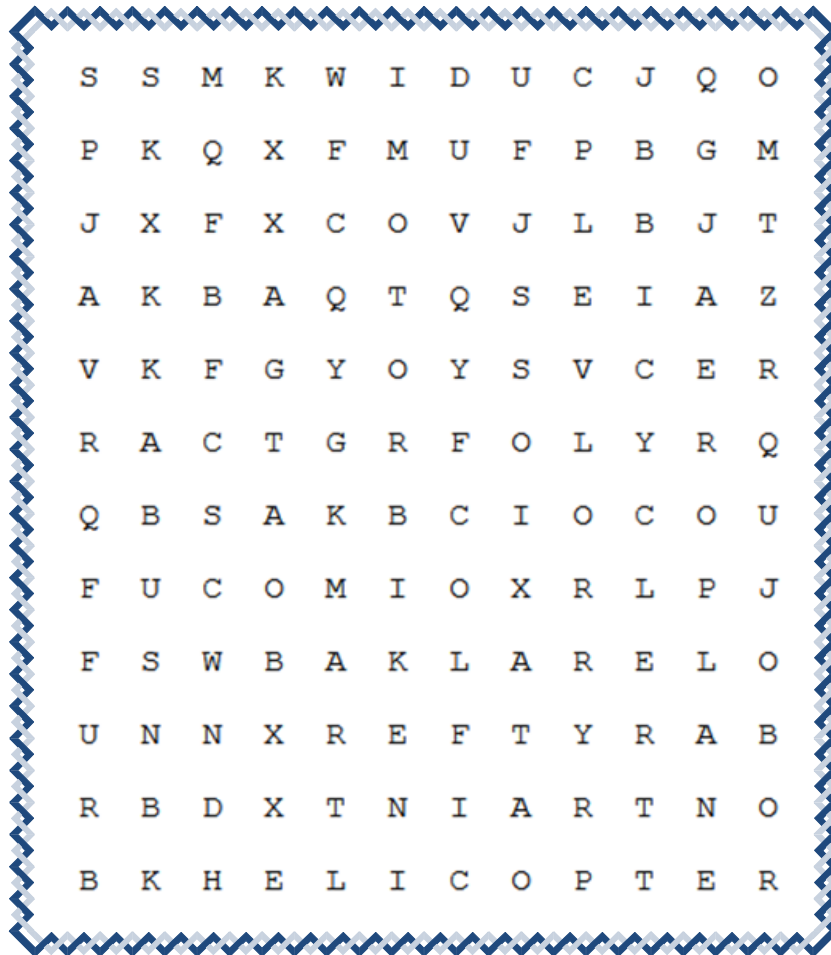 S S M K W I D U C J Q O
P K Q X F M U F P B G M
J X F X C O V J L B J T
A K B A Q T Q S E I A Z
V K F G Y O Y S V C E R
R A C T G R F O L Y R Q
Q B S A K B C I O C O U
F U C O M I O X R L P J
F S W B A K L A R E L O
U N N X R E F T Y R A B
R B D X T N I A R T N O
B K H E L I C O P T E R